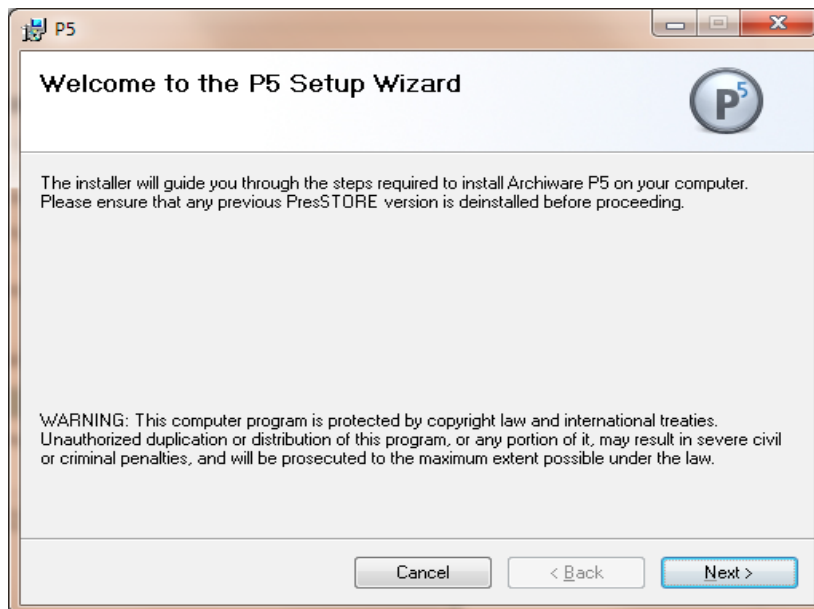 P5
Welcome to the P5 Setup Wizard
P5
The installer will guide you through the steps required to install Archiware P5 on your computer.
Please ensure that any previous PresSTORE version is deinstalled before proceeding.
WARNING: This computer program is protected by copyright law and international treaties.
Unauthorized duplication or distribution of this program, or any portion of it, may result in severe civil
or criminal penalties, and will be prosecuted to the maximum extent possible under the law.
Cancel
< Back
Next >